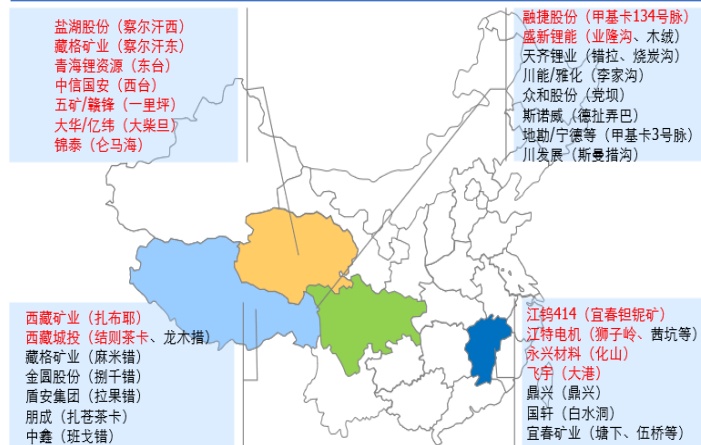 盐湖股份（察尔汗西）
藏格矿业（察尔汗东）
青海锂资源（东台）
中信国安（西台）
五矿/赣锋（一里坪）
大华/亿纬（大柴旦）
锦泰（仑马海）
融捷股份（甲基卡134号脉）
盛新锂能（业隆沟、木绒）
天齐锂业（错拉、烧炭沟）
川能/雅化（李家沟）
众和股份（党坝）
斯诺威（德扯弄巴）
地勘/宁德等（甲基卡3号脉）
川发展（斯曼措沟）
西藏矿业（扎布耶）
西藏城投（结则茶卡、龙木措）
藏格矿业（麻米错）
金圆股份（捌千错）
盾安集团（拉果错）
朋成（扎苍茶卡）
中鑫（班戈错）
江钨414（宜春钽铌矿）
江特电机（狮子岭、茜坑等）
永兴材料（化山）
飞宇（大港）
鼎兴（鼎兴）
国轩（白水洞）
宜春矿业（塘下、伍桥等）